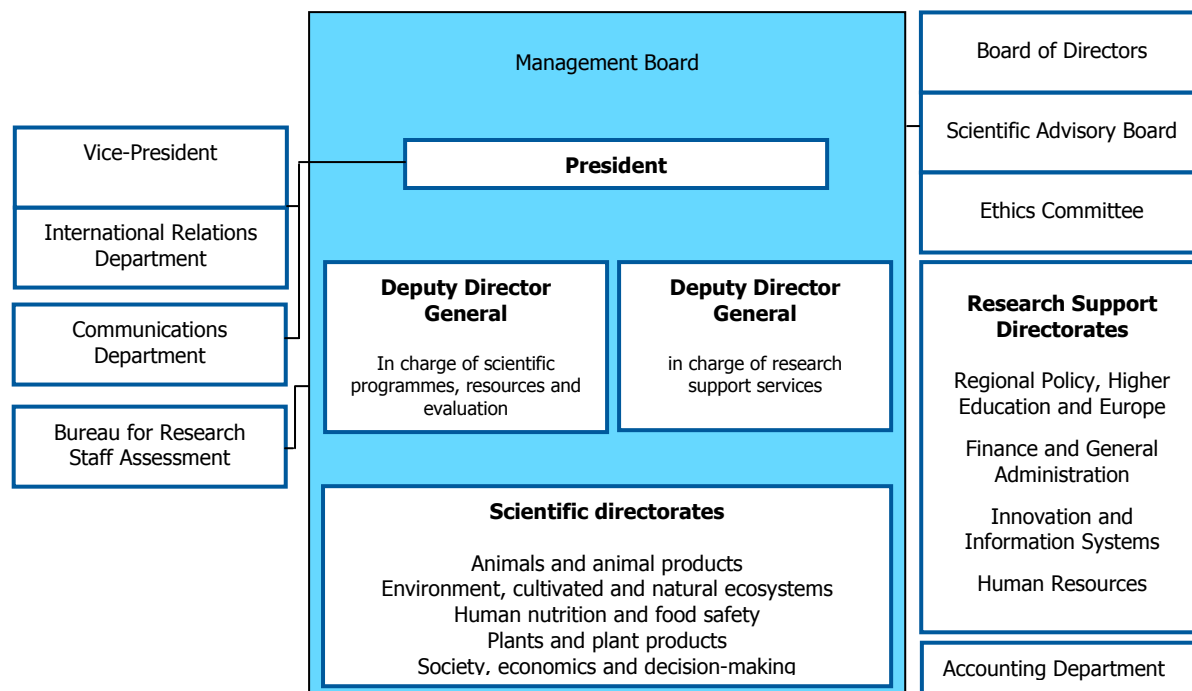 Management Board
President
Vice-President
International Relations
Department
Communications
Department
Bureau for Research
Staff Assessment
Deputy Director
General
In charge of scientific
programmes, resources and
evaluation
Deputy Director
General
in charge of research
support services
Scientific directorates
Animals and animal products
Environment, cultivated and natural ecosystems
Human nutrition and food safety
Plants and plant products
Society, economics and decision-making
Board of Directors
Scientific Advisory Board
Ethics Committee
Research Support
Directorates
Regional Policy, Higher
Education and Europe
Finance and General
Administration
Innovation and
Information Systems
Human Resources
Accounting Department